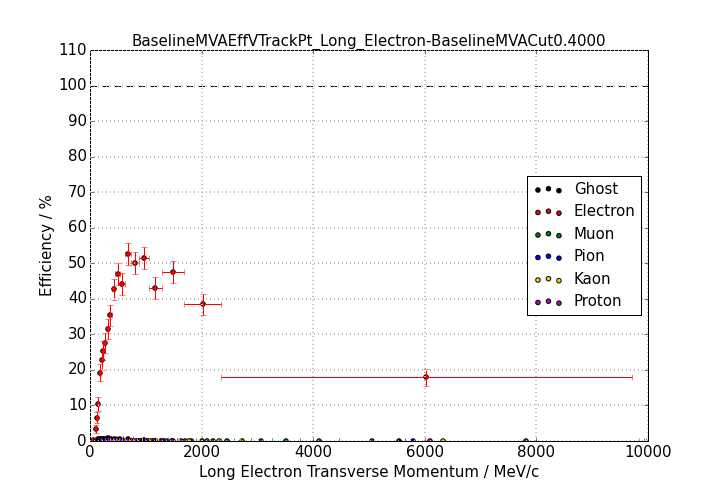 BaselineMVAEffVTrackPt_Long_Electron-BaselineMVACut0.4000
110
100
90
80
70
60
50
40
30
20
10
0
Efficiency / %
Ghost
Electron
Muon
Pion
Kaon
Proton
0 2000 4000 6000 8000 10000
Long Electron Transverse Momentum / MeV/c